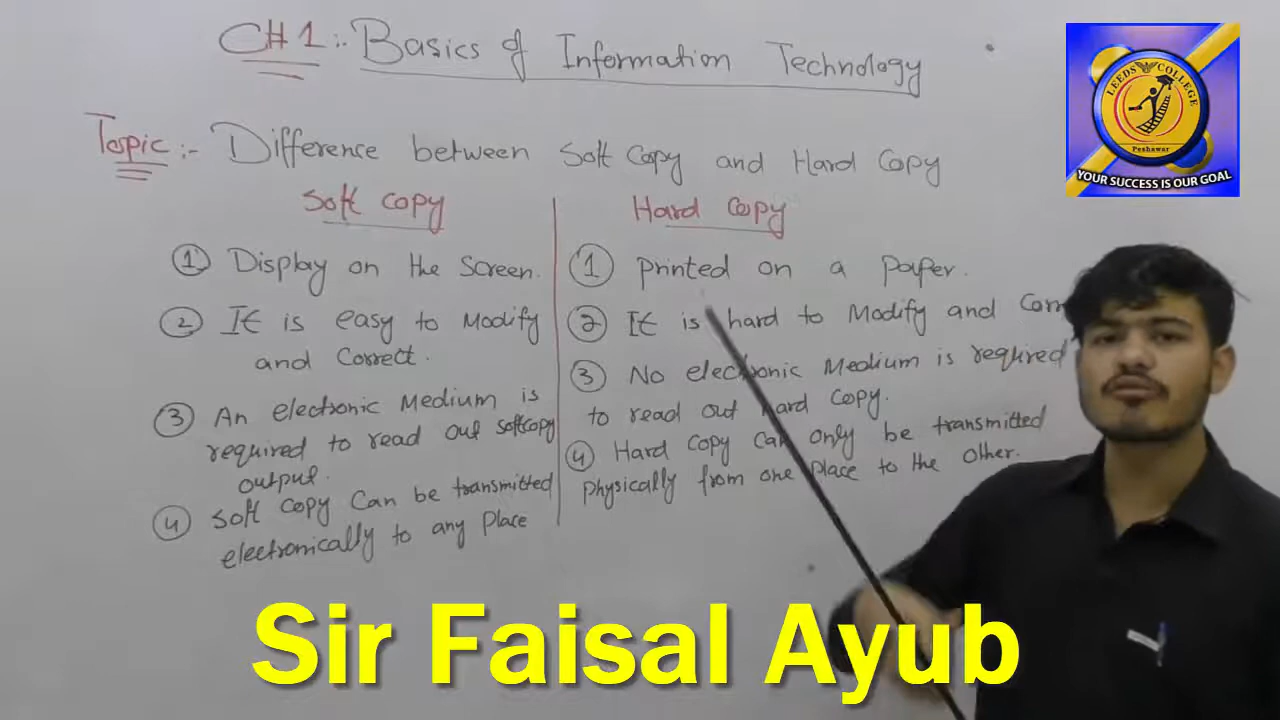 CH 1:- Basics of Information Technology
Topic:- Difference between Soft Copy and Hard Copy
Soft Copy
① Display on the Screen.
② It is easy to Modify
and Correct.
③ An electronic Medium is
required to read out softcopy
output.
④ Soft Copy Can be transmitted
electronically to any Place
Hard Copy
① printed on a paper.
② It is hard to Modify and
③ No electronic Medium is required
to read out hard copy.
④ Hard copy can only be transmitted
physically from one place to the other.
LEEDS COLLEGE
Peshawar
YOUR SUCCESS IS OUR GOAL
Sir Faisal Ayub